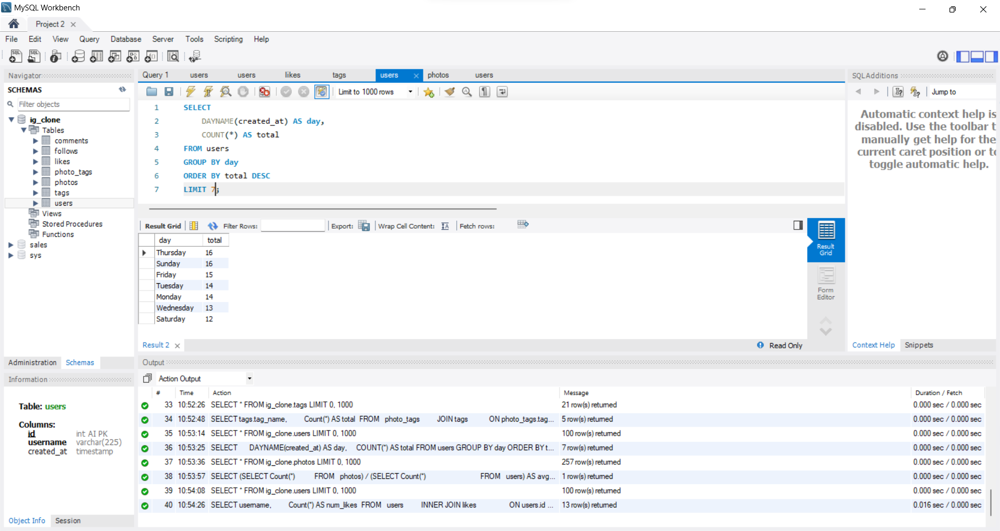 MySQL Workbench
Project 2
File Edit View Query Database Server Tools Scripting Help
Navigator
SCHEMAS
Filter objects
ig_clone
Tables
comments
follows
likes
photo_tags
photos
tags
users
Views
Stored Procedures
Functions
sales
sys
Administration Schemas
Information
Table: users
Columns:
id int AI PK
username varchar(225)
created_at timestamp
Object Info Session
Query 1 users users likes tags users photos users
Limit to 1000 rows
1 SELECT
2 DAYNAME(created_at) AS day,
3 COUNT(*) AS total
4 FROM users
5 GROUP BY day
6 ORDER BY total DESC
7 LIMIT 7;
Result Grid Filter Rows: Export: Wrap Cell Content: Fetch rows:
day total
Thursday 16
Sunday 16
Friday 15
Tuesday 14
Monday 14
Wednesday 13
Saturday 12
Result Grid
Form Editor
Result 2 Read Only
SQLAdditions
Jump to
Automatic context help is
disabled. Use the toolbar t
manually get help for the
current caret position or to
toggle automatic help.
Context Help Snippets
Output
Action Output
# Time Action Message Duration / Fetch
33 10:52:26 SELECT * FROM ig_clone.tags LIMIT 0, 1000 21 row(s) returned 0.000 sec / 0.000 sec
34 10:52:48 SELECT tags.tag_name, Count(*) AS total FROM photo_tags JOIN tags ON photo_tags.tag... 5 row(s) returned 0.000 sec / 0.000 sec
35 10:53:14 SELECT * FROM ig_clone.users LIMIT 0, 1000 100 row(s) returned 0.000 sec / 0.000 sec
36 10:53:25 SELECT DAYNAME(created_at) AS day, COUNT(*) AS total FROM users GROUP BY day ORDER BY t... 7 row(s) returned 0.000 sec / 0.000 sec
37 10:53:36 SELECT * FROM ig_clone.photos LIMIT 0, 1000 257 row(s) returned 0.000 sec / 0.000 sec
38 10:53:57 SELECT (SELECT Count(*) FROM photos) / (SELECT Count(*) FROM users) AS avg... 1 row(s) returned 0.000 sec / 0.000 sec
39 10:54:08 SELECT * FROM ig_clone.users LIMIT 0, 1000 100 row(s) returned 0.000 sec / 0.000 sec
40 10:54:26 SELECT username, Count(*) AS num_likes FROM users INNER JOIN likes ON users.id ... 13 row(s) returned 0.016 sec / 0.000 sec